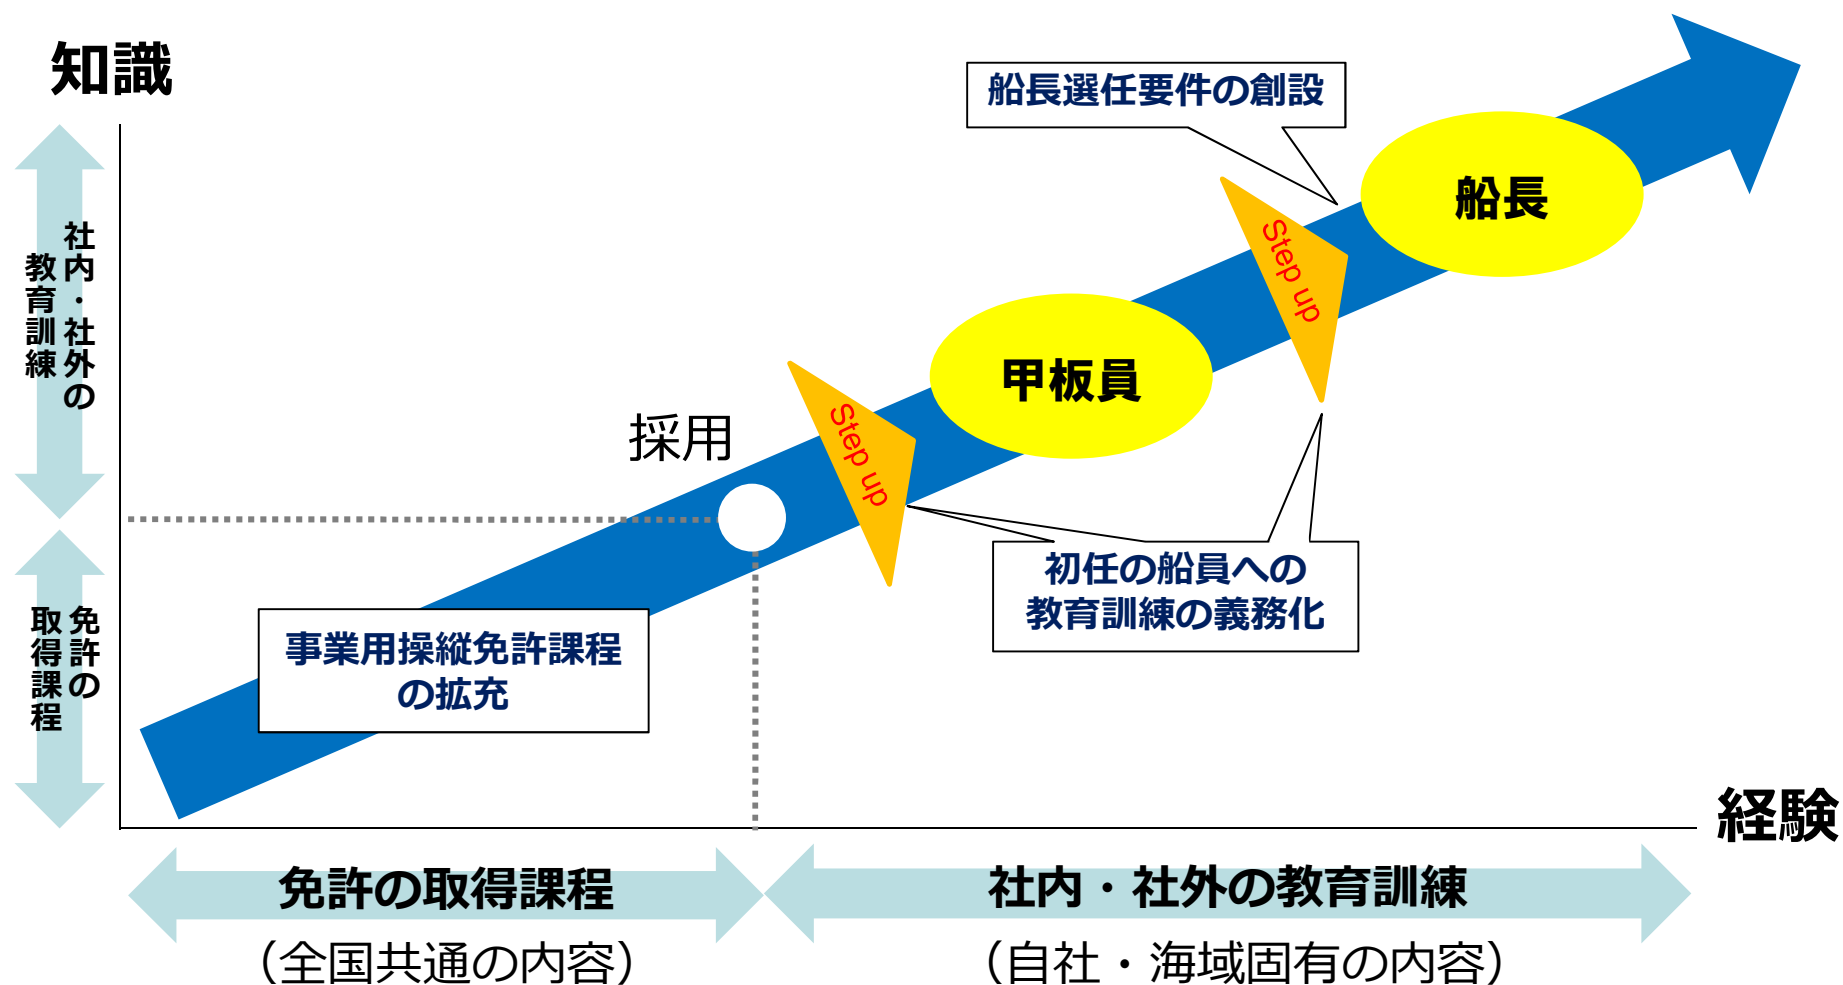 知識
社内・社外の
教育訓練
免許の
取得課程
船長選任要件の創設
船長
Step up
甲板員
Step up
採用
初任の船員への
教育訓練の義務化
事業用操縦免許課程
の拡充
経験
免許の取得課程
（全国共通の内容）
社内・社外の教育訓練
（自社・海域固有の内容）